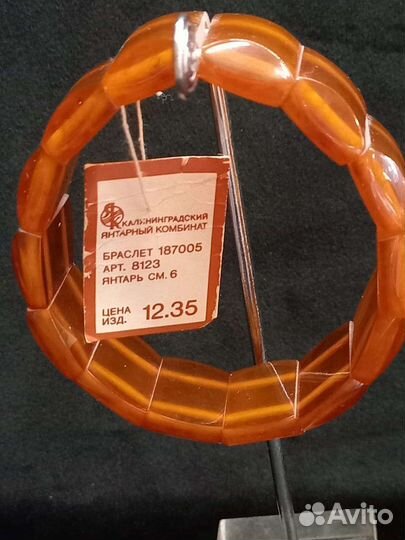 КАЛИНИНГРАДСКИЙ
ЯНТАРНЫЙ КОМБИНАТ
БРАСЛЕТ 187005
АРТ. 8123
ЯНТАРЬ СМ. 6
ЦЕНА
ИЗД. 12.35
Avito